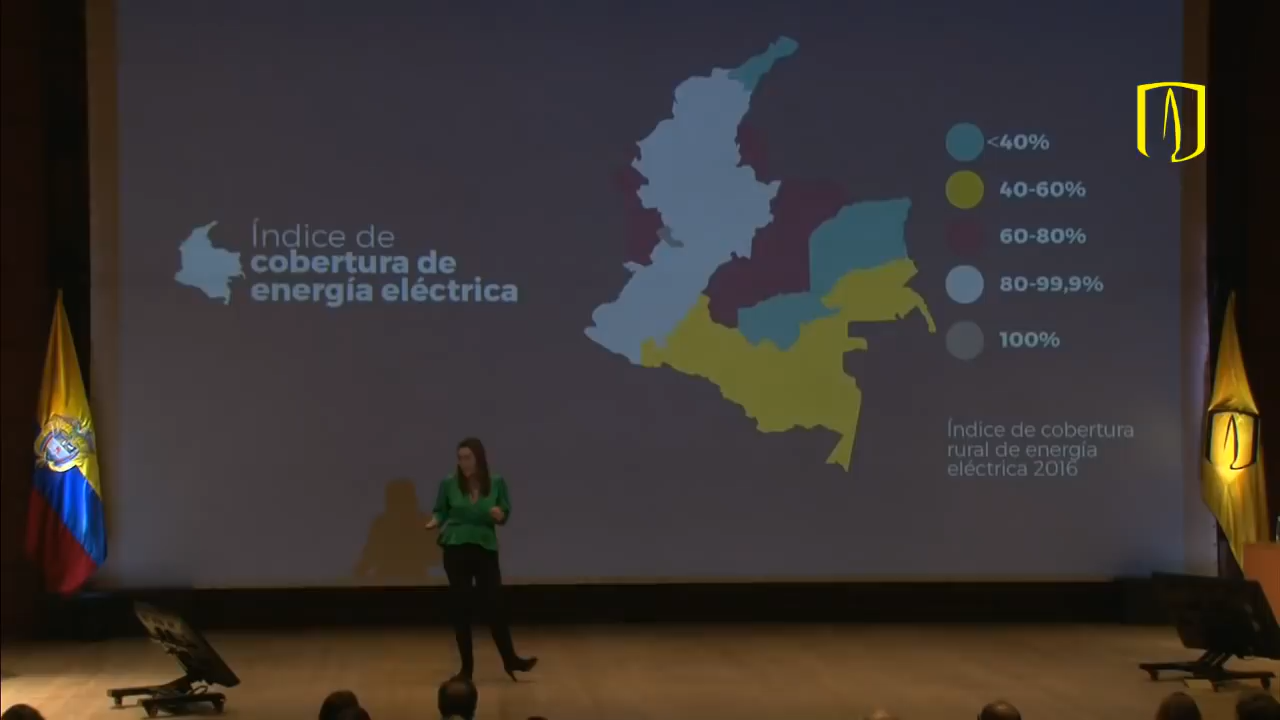 Índice de
cobertura de
energía eléctrica
<40%
40-60%
60-80%
80-99,9%
100%
Índice de cobertura
rural de energía
eléctrica 2016